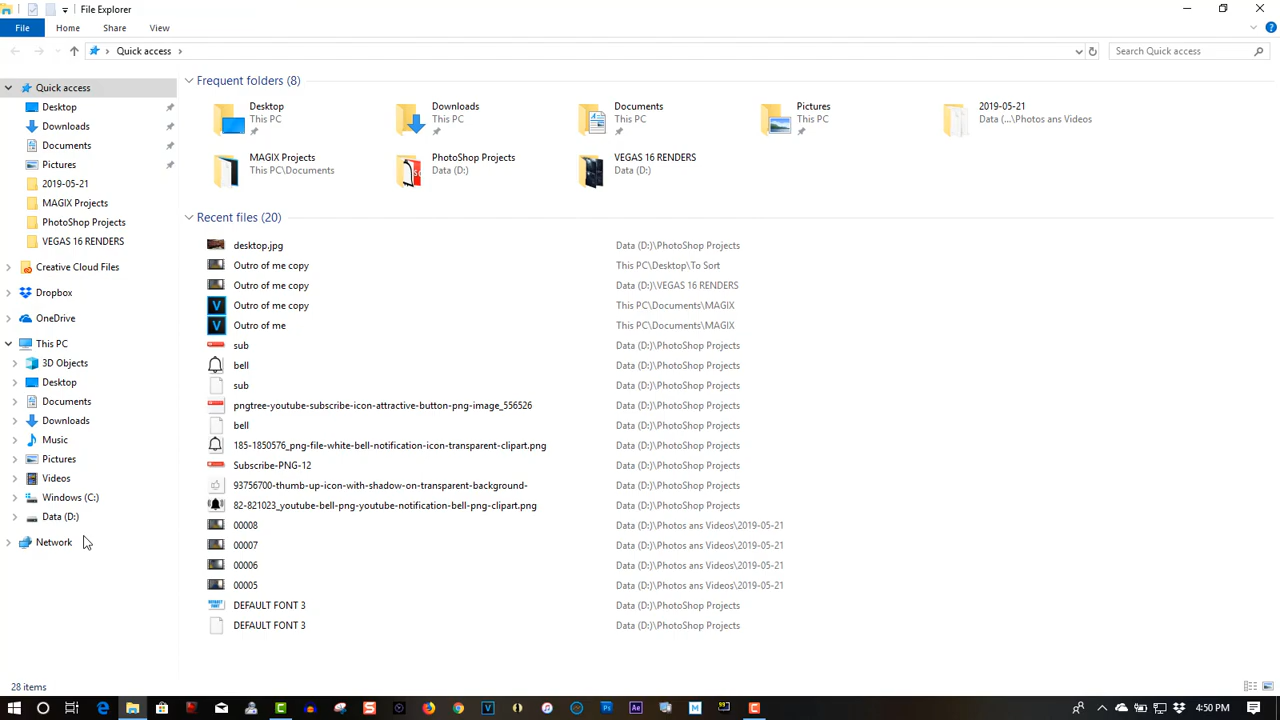 File Explorer
File Home Share View
Quick access
Search Quick access
Quick access
Desktop
Downloads
Documents
Pictures
2019-05-21
MAGIX Projects
PhotoShop Projects
VEGAS 16 RENDERS
Creative Cloud Files
Dropbox
OneDrive
This PC
3D Objects
Desktop
Documents
Downloads
Music
Pictures
Videos
Windows (C:)
Data (D:)
Network
Frequent folders (8)
Desktop
This PC
Downloads
This PC
Documents
This PC
Pictures
This PC
2019-05-21
Data (...\Photos ans Videos
MAGIX Projects
This PC\Documents
PhotoShop Projects
Data (D:)
VEGAS 16 RENDERS
Data (D:)
Recent files (20)
desktop.jpg Data (D:)\PhotoShop Projects
Outro of me copy This PC\Desktop\To Sort
Outro of me copy Data (D:)\VEGAS 16 RENDERS
Outro of me copy This PC\Documents\MAGIX
Outro of me This PC\Documents\MAGIX
sub Data (D:)\PhotoShop Projects
bell Data (D:)\PhotoShop Projects
sub Data (D:)\PhotoShop Projects
pngtree-youtube-subscribe-icon-attractive-button-png-image_556526 Data (D:)\PhotoShop Projects
bell Data (D:)\PhotoShop Projects
185-1850576_png-file-white-bell-notification-icon-transparent-clipart.png Data (D:)\PhotoShop Projects
Subscribe-PNG-12 Data (D:)\PhotoShop Projects
93756700-thumb-up-icon-with-shadow-on-transparent-background- Data (D:)\PhotoShop Projects
82-821023_youtube-bell-png-youtube-notification-bell-png-clipart.png Data (D:)\PhotoShop Projects
00008 Data (D:)\Photos ans Videos\2019-05-21
00007 Data (D:)\Photos ans Videos\2019-05-21
00006 Data (D:)\Photos ans Videos\2019-05-21
00005 Data (D:)\Photos ans Videos\2019-05-21
DEFAULT FONT 3 Data (D:)\PhotoShop Projects
DEFAULT FONT 3 Data (D:)\PhotoShop Projects
28 items
4:50 PM